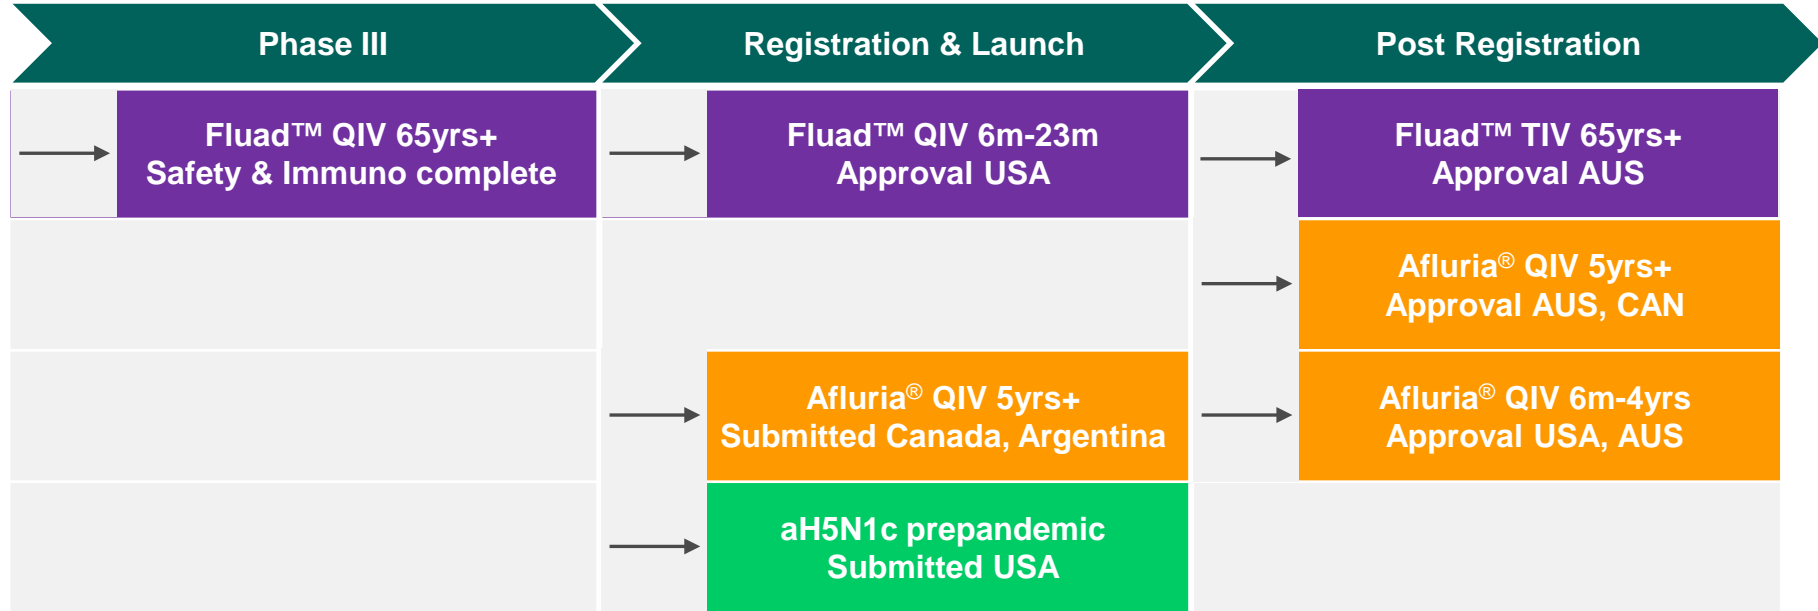 Phase III
Registration & Launch
Post Registration
Fluad™ QIV 65yrs+
Safety & Immuno complete
Fluad™ QIV 6m-23m
Approval USA
Fluad™ TIV 65yrs+
Approval AUS
Afluria® QIV 5yrs+
Approval AUS, CAN
Afluria® QIV 5yrs+
Submitted Canada, Argentina
Afluria® QIV 6m-4yrs
Approval USA, AUS
aH5N1c prepandemic
Submitted USA